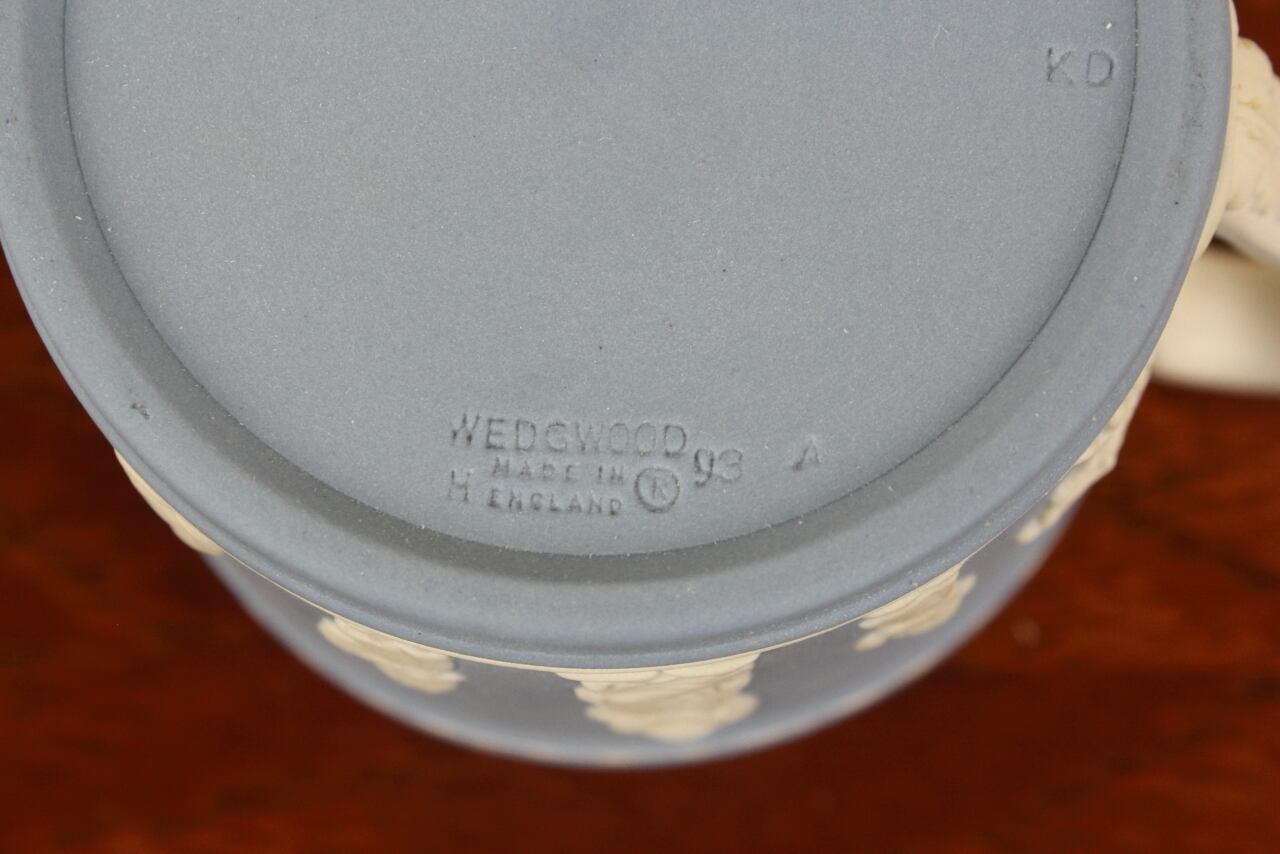 KD
WEDGWOOD 93 A
MADE IN
H ENGLAND ®